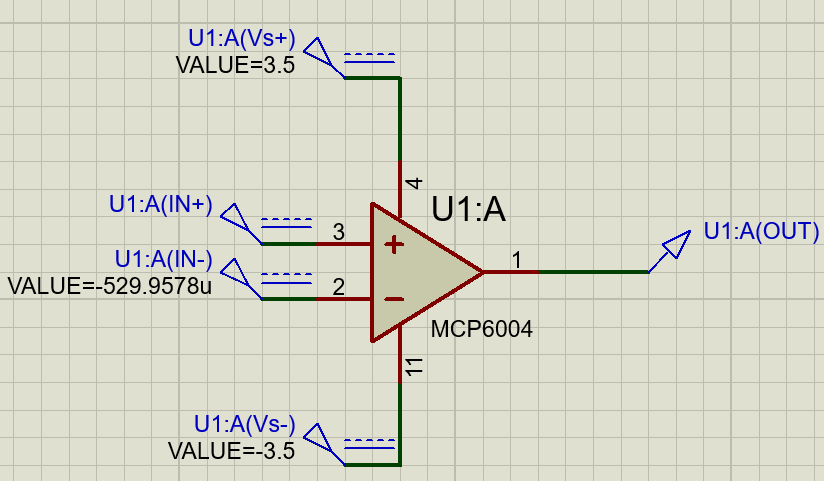 U1:A(Vs+)
VALUE=3.5
4
U1:A
U1:A(IN+)
3
U1:A(OUT)
1
U1:A(IN-)
VALUE=-529.9578u
2
MCP6004
11
U1:A(Vs-)
VALUE=-3.5